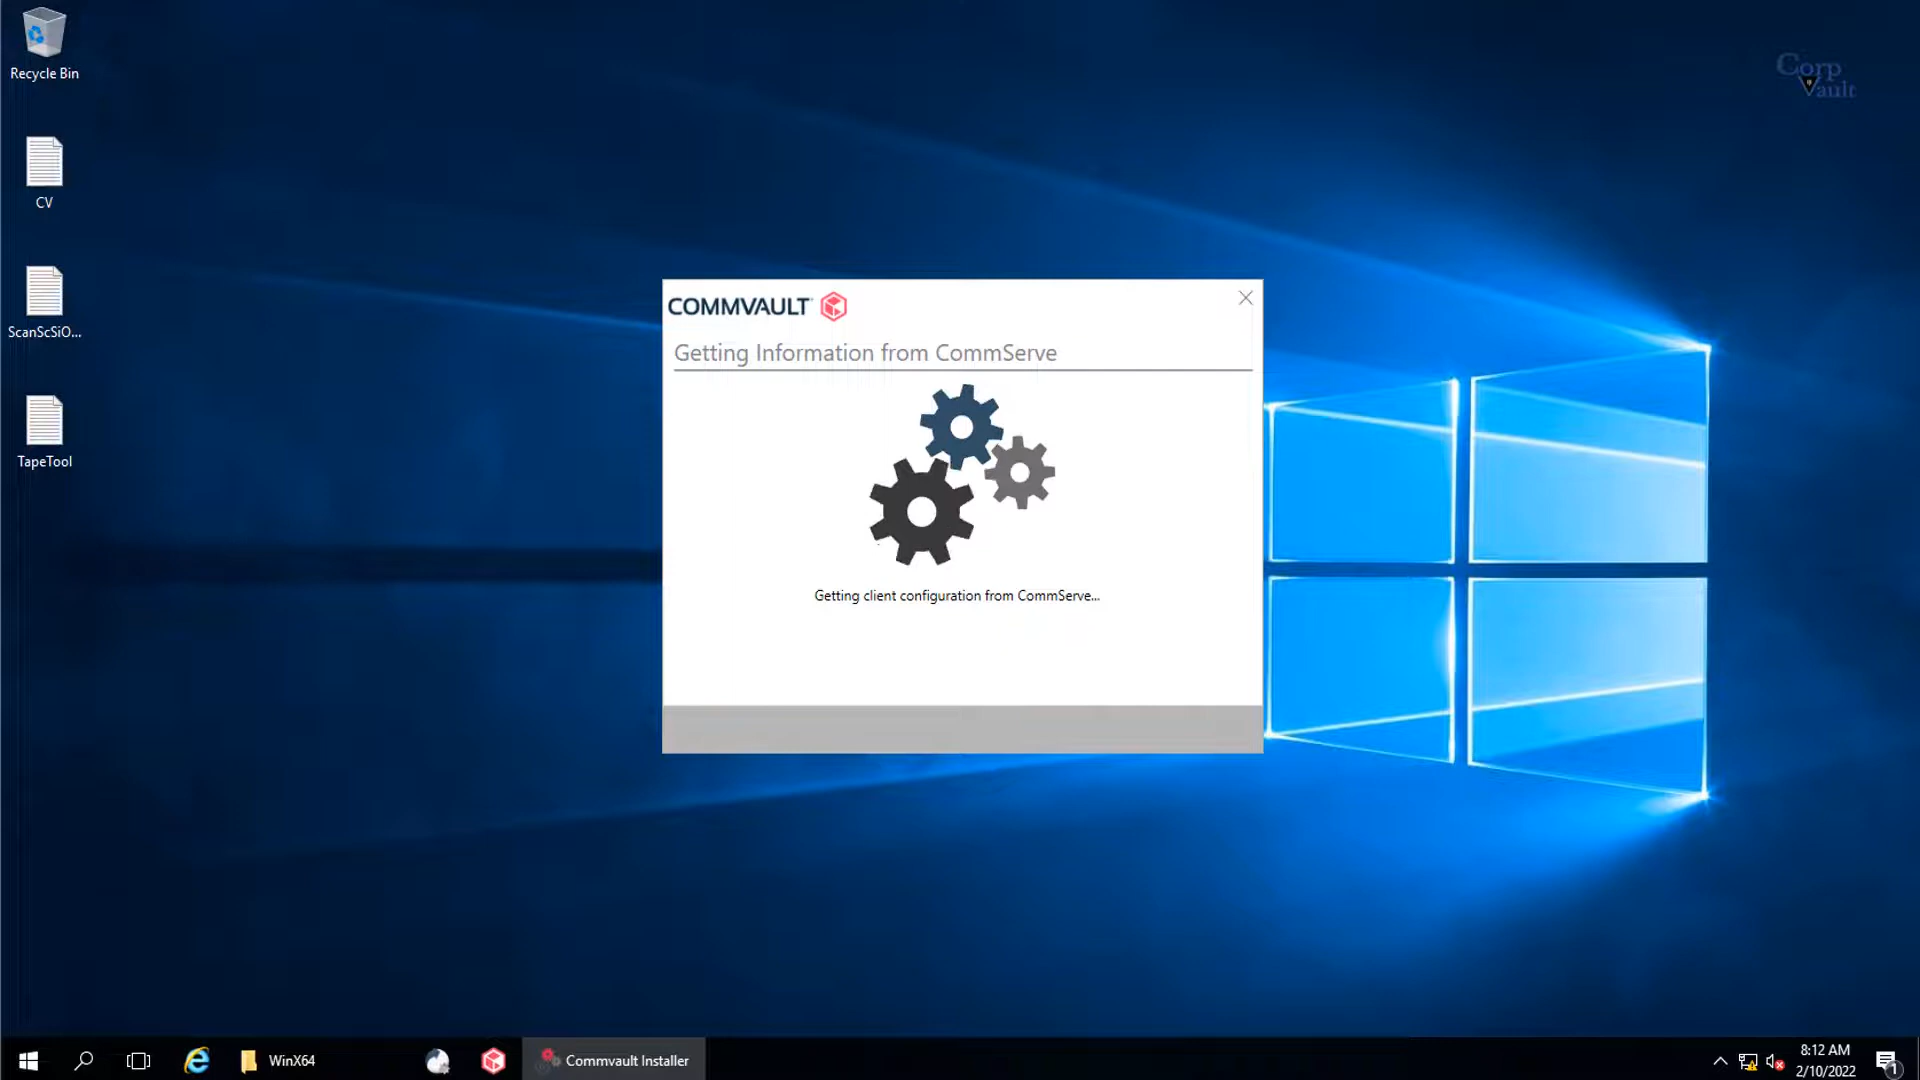 Recycle Bin
Corp
Vault
CV
ScanScSiO...
TapeTool
COMMVAULT
Getting Information from CommServe
Getting client configuration from CommServe...
WinX64
Commvault Installer
8:12 AM
2/10/2022
1